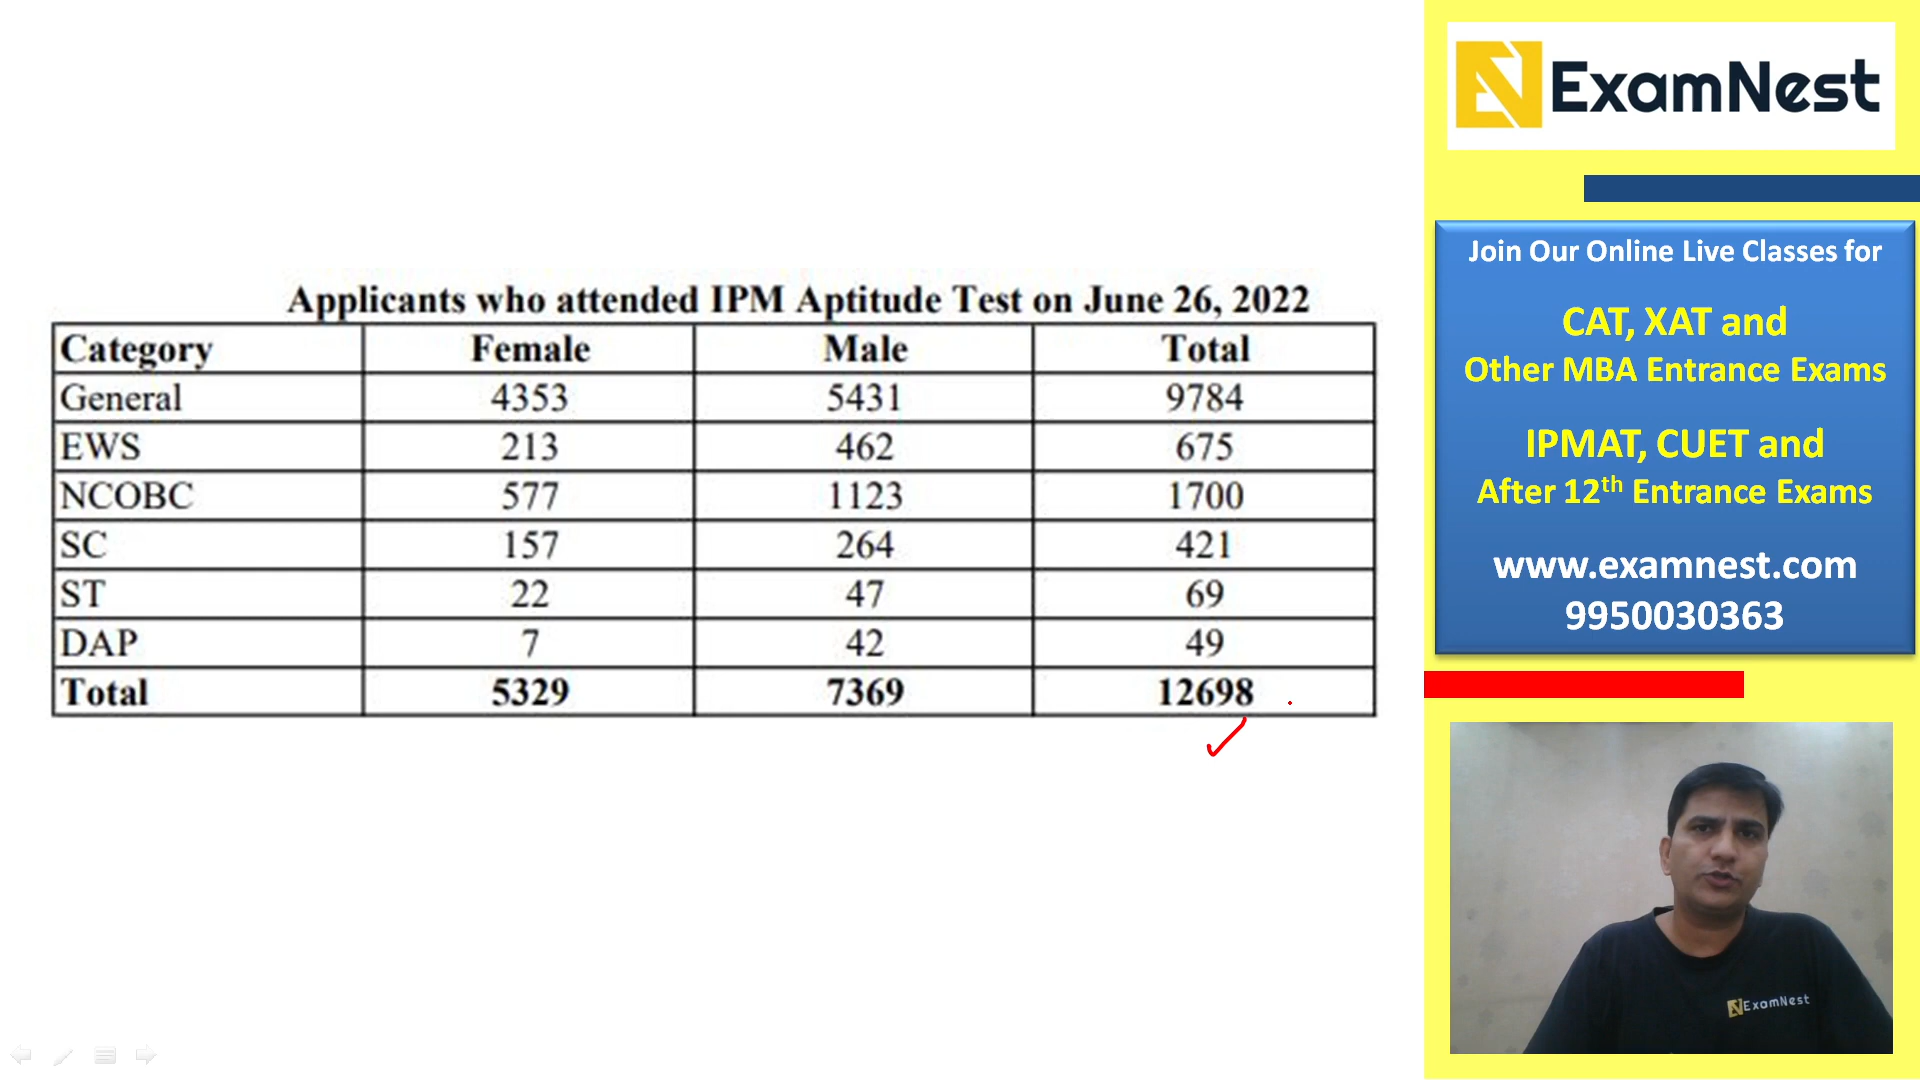 Applicants who attended IPM Aptitude Test on June 26, 2022
Category Female Male Total
General 4353 5431 9784
EWS 213 462 675
NCOBC 577 1123 1700
SC 157 264 421
ST 22 47 69
DAP 7 42 49
Total 5329 7369 12698
ExamNest
Join Our Online Live Classes for
CAT, XAT and
Other MBA Entrance Exams
IPMAT, CUET and
After 12th Entrance Exams
www.examnest.com
9950030363
ExamNest